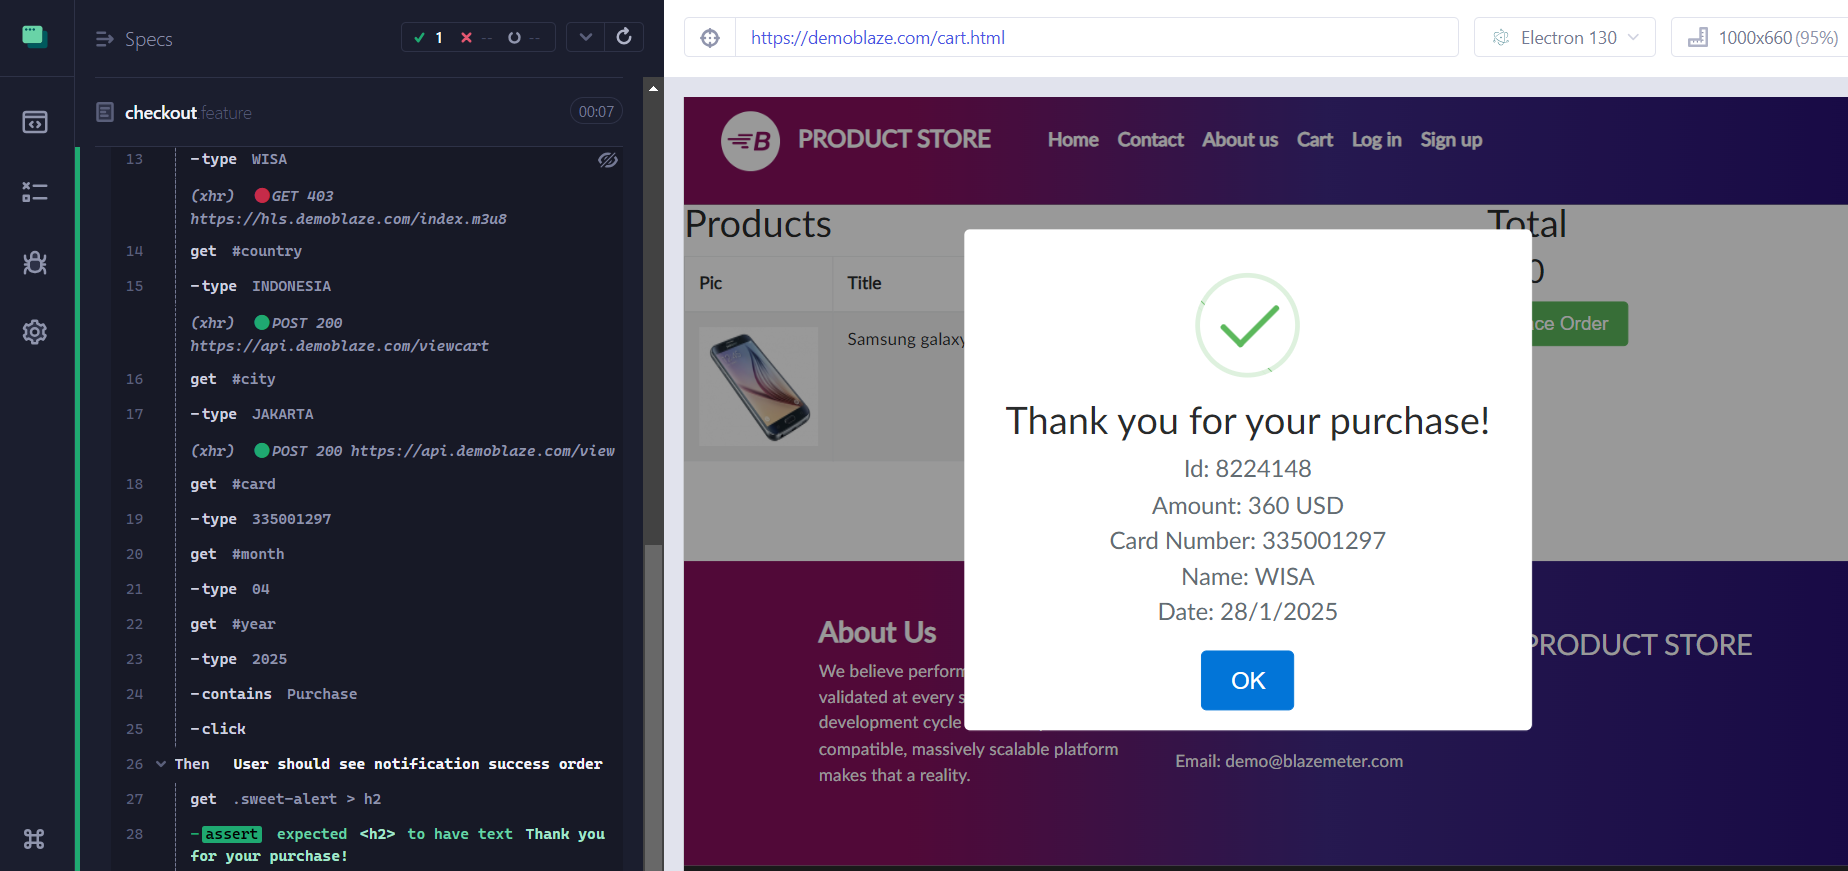 Specs
1
--
--
checkout.feature
00:07
13 -type WISA
(xhr) GET 403
https://hls.demoblaze.com/index.m3u8
14 get #country
15 -type INDONESIA
(xhr) POST 200
https://api.demoblaze.com/viewcart
16 get #city
17 -type JAKARTA
(xhr) POST 200 https://api.demoblaze.com/view
18 get #card
19 -type 335001297
20 get #month
21 -type 04
22 get #year
23 -type 2025
24 -contains Purchase
25 -click
26 Then User should see notification success order
27 get .sweet-alert > h2
28 -assert expected <h2> to have text Thank you
for your purchase!
https://demoblaze.com/cart.html
Electron 130
1000x660 (95%)
B
PRODUCT STORE
Home Contact About us Cart Log in Sign up
Products
Total
0
Pic Title
Samsung galaxy
ce Order
Thank you for your purchase!
Id: 8224148
Amount: 360 USD
Card Number: 335001297
Name: WISA
Date: 28/1/2025
OK
About Us
We believe perform
validated at every s
development cycle
compatible, massively scalable platform
makes that a reality.
Email: demo@blazemeter.com
PRODUCT STORE